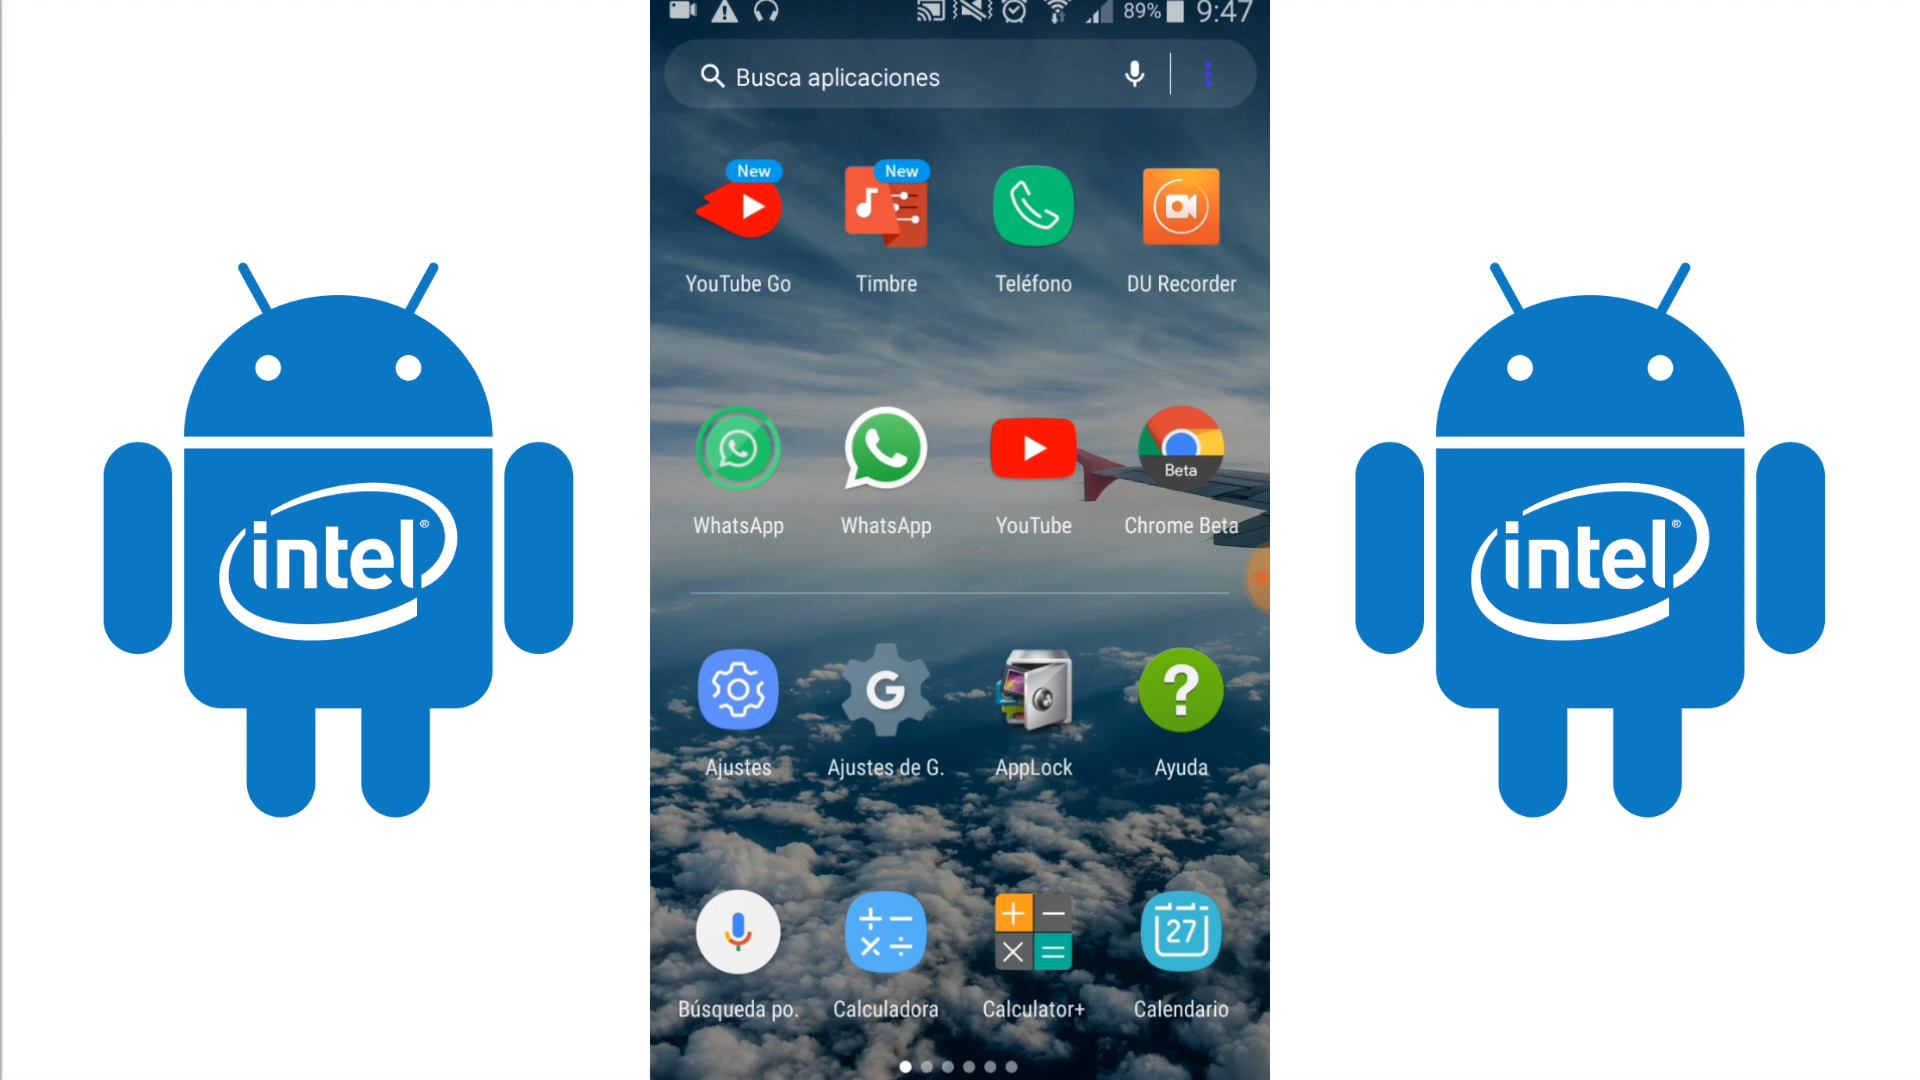 89% 9:47
Busca aplicaciones
New New
YouTube Go Timbre Teléfono DU Recorder
Beta
WhatsApp WhatsApp YouTube Chrome Beta
intel® intel®
G ?
Ajustes Ajustes de G. AppLock Ayuda
27
Búsqueda po. Calculadora Calculator+ Calendario